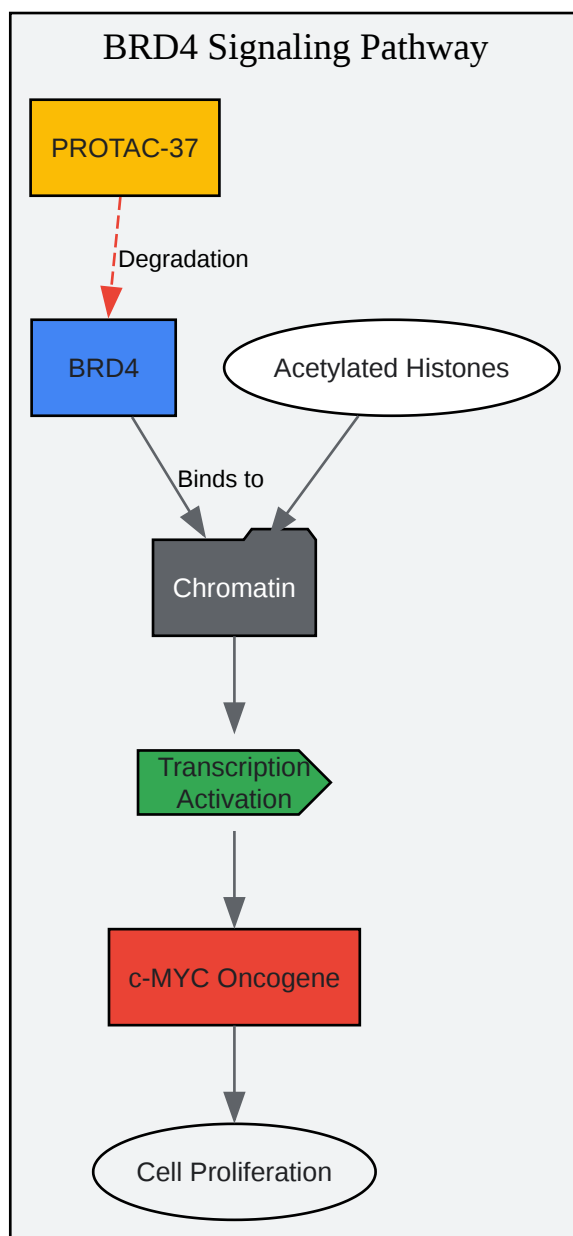 BRD4 Signaling Pathway
PROTAC-37
Degradation
BRD4
Acetylated Histones
Binds to
Chromatin
Transcription
Activation
c-MYC Oncogene
Cell Proliferation